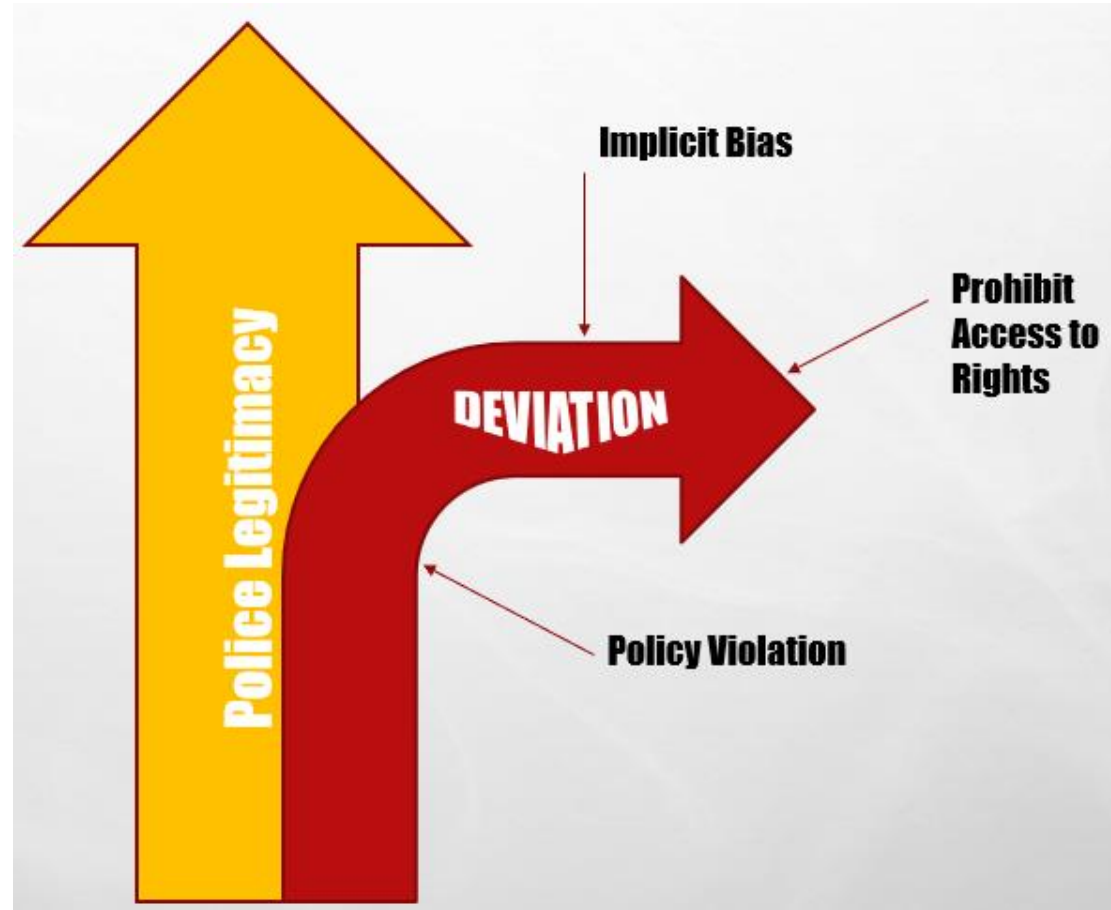 Implicit Bias
Prohibit
Access to
Rights
DEVIATION
Police Legitimacy
Policy Violation